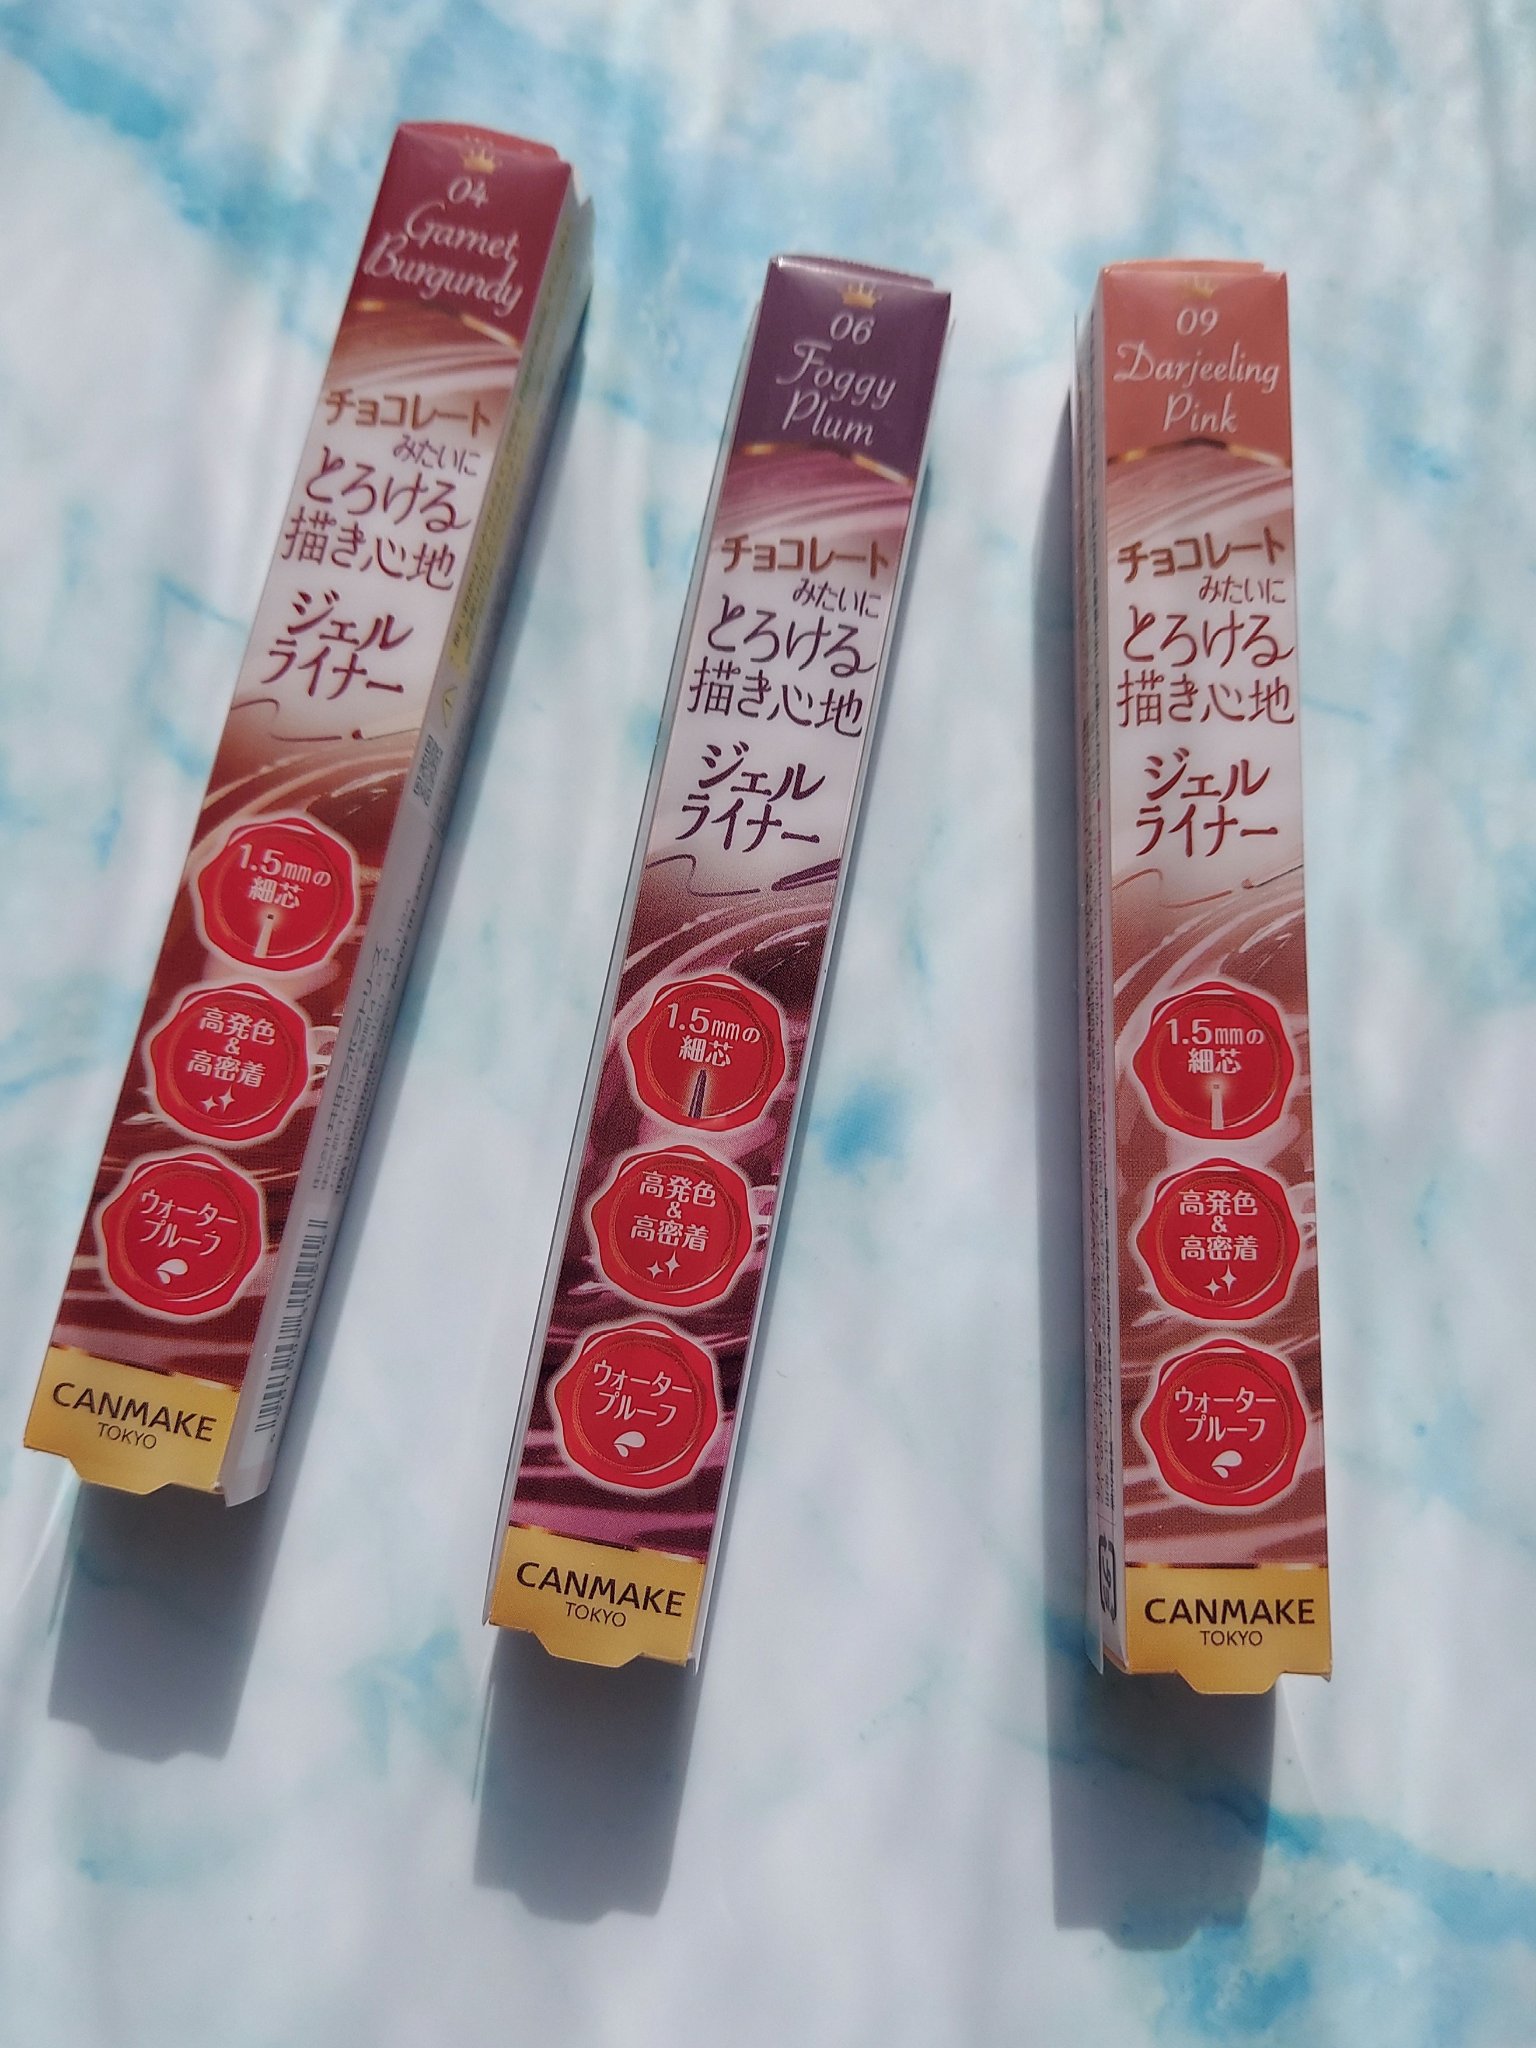 04
Garnet
Burgundy
チョコレート
みたいに
とろける
描き心地
ジェル
ライナー
1.5mmの
細芯
高発色
&
高密着
ウォーター
プルーフ
CANMAKE
TOKYO
06
Foggy
Plum
チョコレート
みたいに
とろける
描き心地
ジェル
ライナー
1.5mmの
細芯
高発色
&
高密着
ウォーター
プルーフ
CANMAKE
TOKYO
09
Darjeeling
Pink
チョコレート
みたいに
とろける
描き心地
ジェル
ライナー
1.5mmの
細芯
高発色
&
高密着
ウォーター
プルーフ
CANMAKE
TOKYO